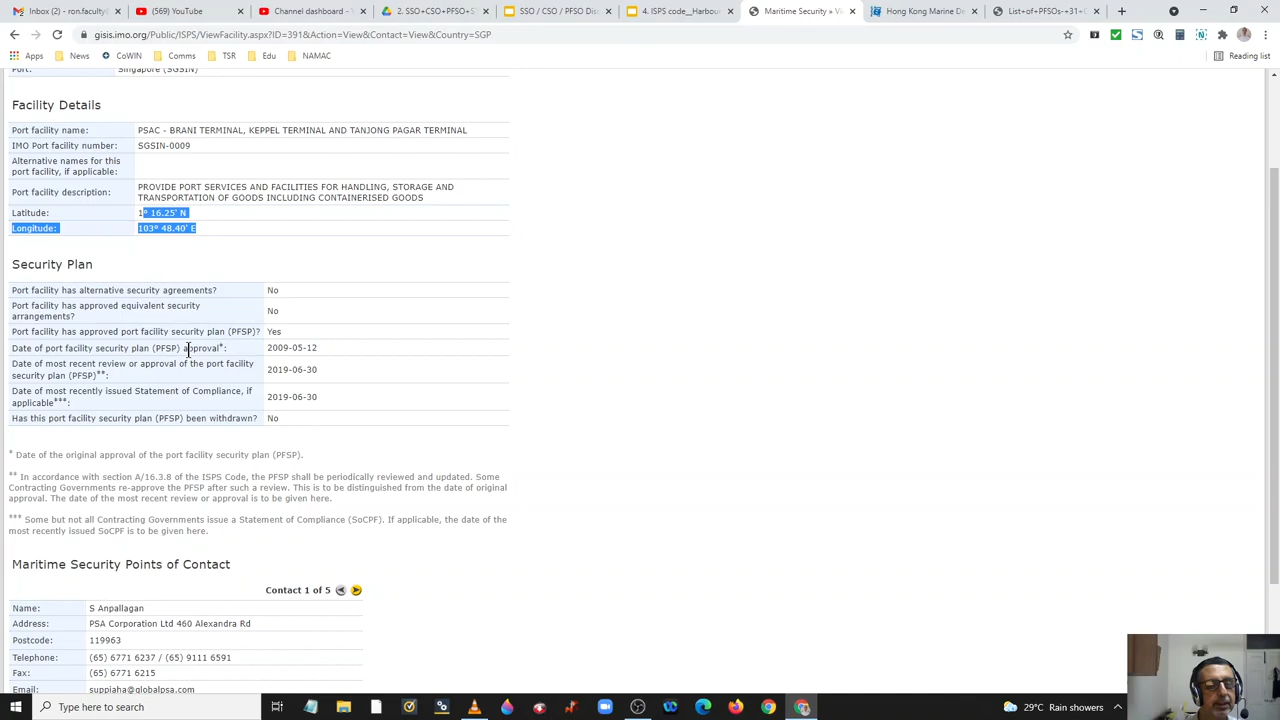 Inbox (2) - ron.faculty@
(569) YouTube
Channel dashboard -
2. SSO+CSO+PFSO+S
SSO / CSO / PFSO Dis
4. ISPS code__Harbour
Maritime Security » Vie
Hong Kong Marine De
List+of+PFSOs+31+O
gisis.imo.org/Public/ISPS/ViewFacility.aspx?ID=391&Action=View&Contact=View&Country=SGP
Apps
News
CoWIN
Comms
TSR
Edu
NAMAC
Reading list
Port:
Singapore (SGSIN)
Facility Details
Port facility name: PSAC - BRANI TERMINAL, KEPPEL TERMINAL AND TANJONG PAGAR TERMINAL
IMO Port facility number: SGSIN-0009
Alternative names for this
port facility, if applicable:
Port facility description: PROVIDE PORT SERVICES AND FACILITIES FOR HANDLING, STORAGE AND
TRANSPORTATION OF GOODS INCLUDING CONTAINERISED GOODS
Latitude: 1° 16.25' N
Longitude: 103° 48.40' E
Security Plan
Port facility has alternative security agreements? No
Port facility has approved equivalent security
arrangements? No
Port facility has approved port facility security plan (PFSP)? Yes
Date of port facility security plan (PFSP) approval*: 2009-05-12
Date of most recent review or approval of the port facility
security plan (PFSP)**: 2019-06-30
Date of most recently issued Statement of Compliance, if
applicable***: 2019-06-30
Has this port facility security plan (PFSP) been withdrawn? No
* Date of the original approval of the port facility security plan (PFSP).
** In accordance with section A/16.3.8 of the ISPS Code, the PFSP shall be periodically reviewed and updated. Some
Contracting Governments re-approve the PFSP after such a review. This is to be distinguished from the date of original
approval. The date of the most recent review or approval is to be given here.
*** Some but not all Contracting Governments issue a Statement of Compliance (SoCPF). If applicable, the date of the
most recently issued SoCPF is to be given here.
Maritime Security Points of Contact
Contact 1 of 5
Name: S Anpallagan
Address: PSA Corporation Ltd 460 Alexandra Rd
Postcode: 119963
Telephone: (65) 6771 6237 / (65) 9111 6591
Fax: (65) 6771 6215
Email: suppiaha@globalpsa.com
Type here to search
29°C Rain showers